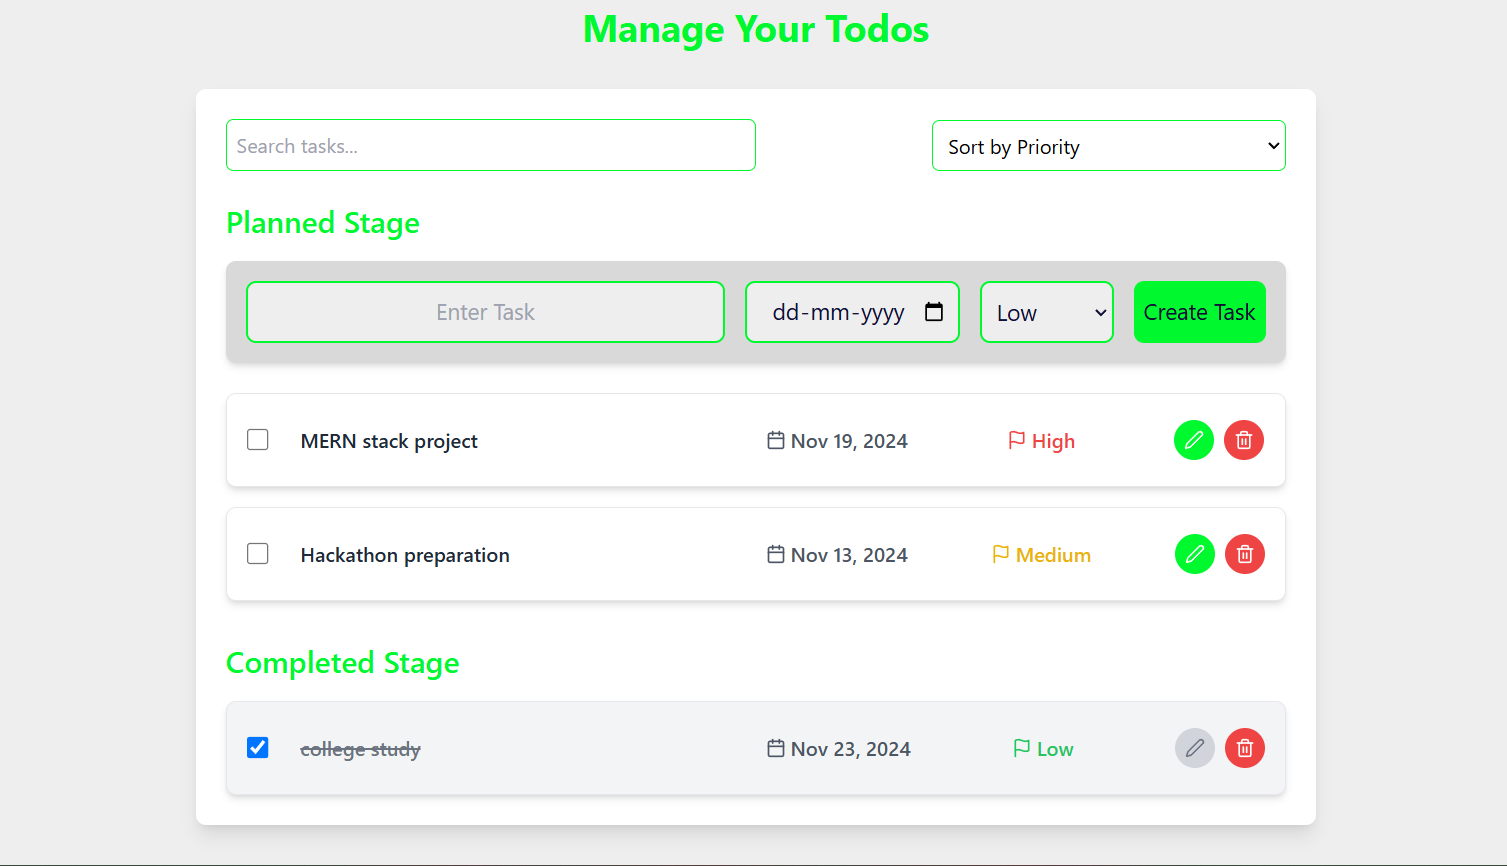 Manage Your Todos
Search tasks...
Sort by Priority
Planned Stage
Enter Task
dd-mm-yyyy
Low
Create Task
MERN stack project
Nov 19, 2024
High
Hackathon preparation
Nov 13, 2024
Medium
Completed Stage
college study
Nov 23, 2024
Low